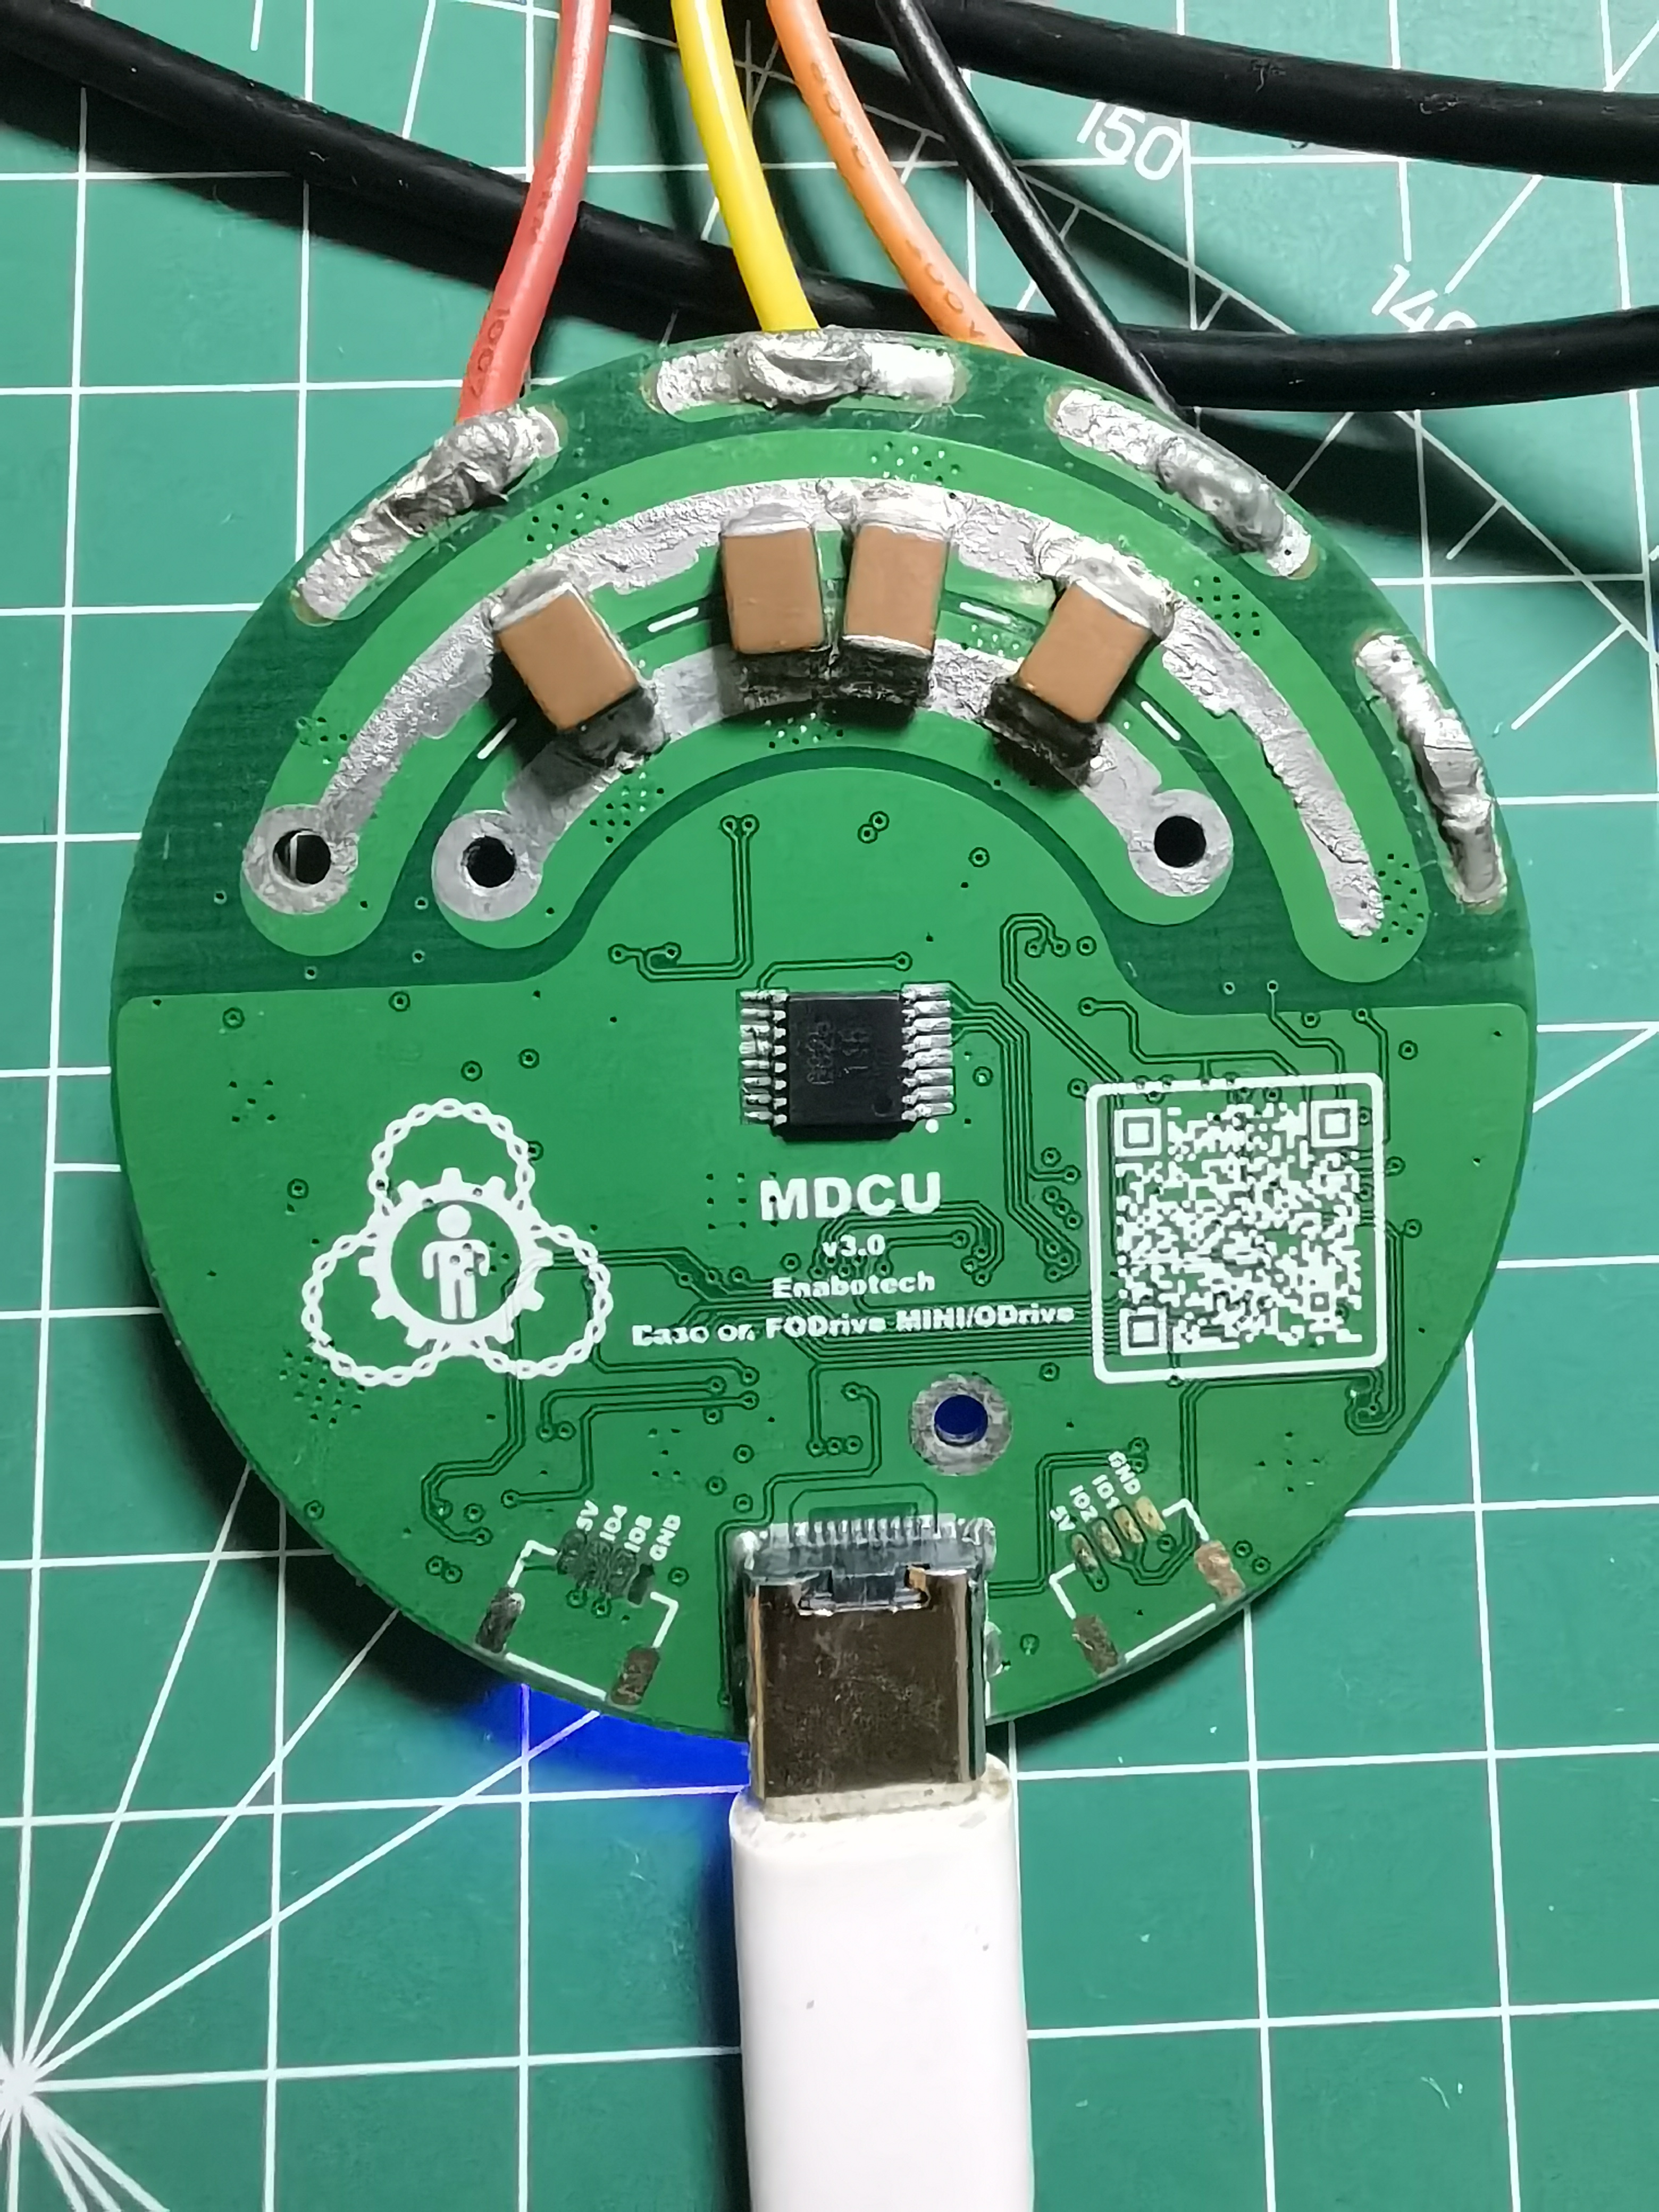 150
140
MDCU
v3.0
Enabotech
Base on FODrive MINI/ODrive
5V
IO4
IO3
GND
5V
IO2
IO1
GND